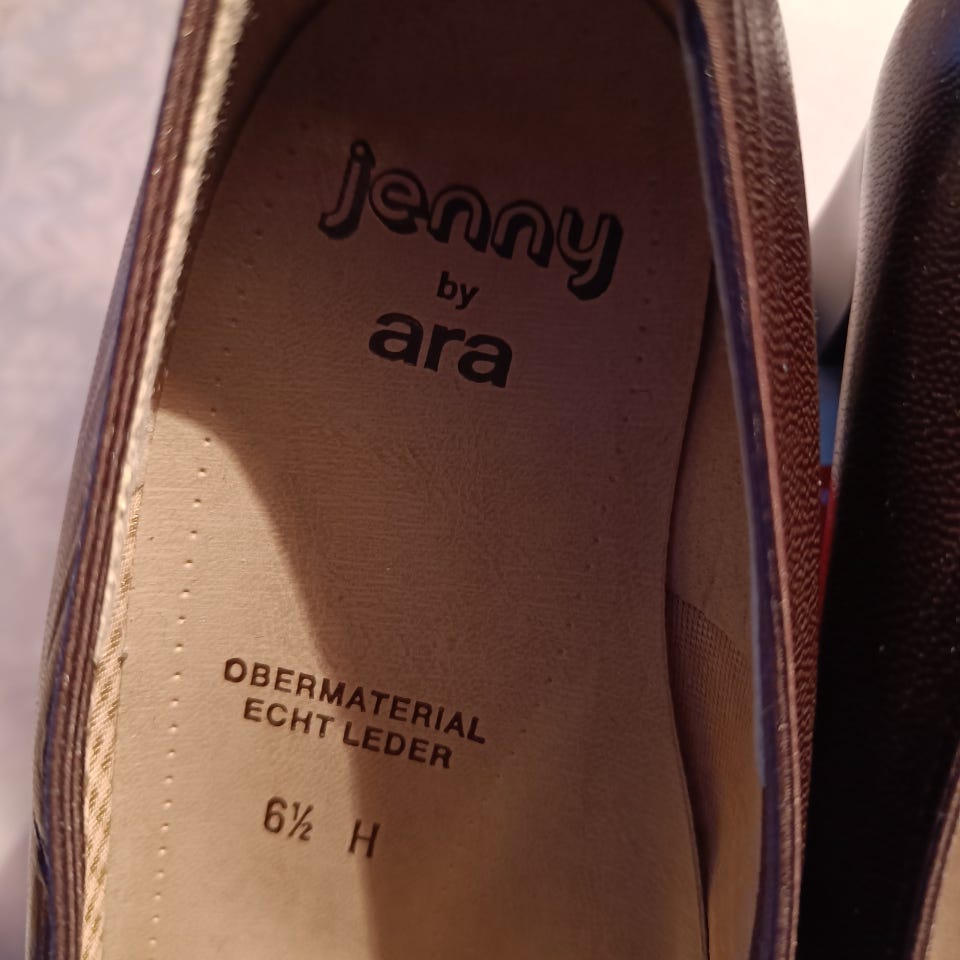 jenny
by
ara
OBERMATERIAL
ECHT LEDER
6½ H